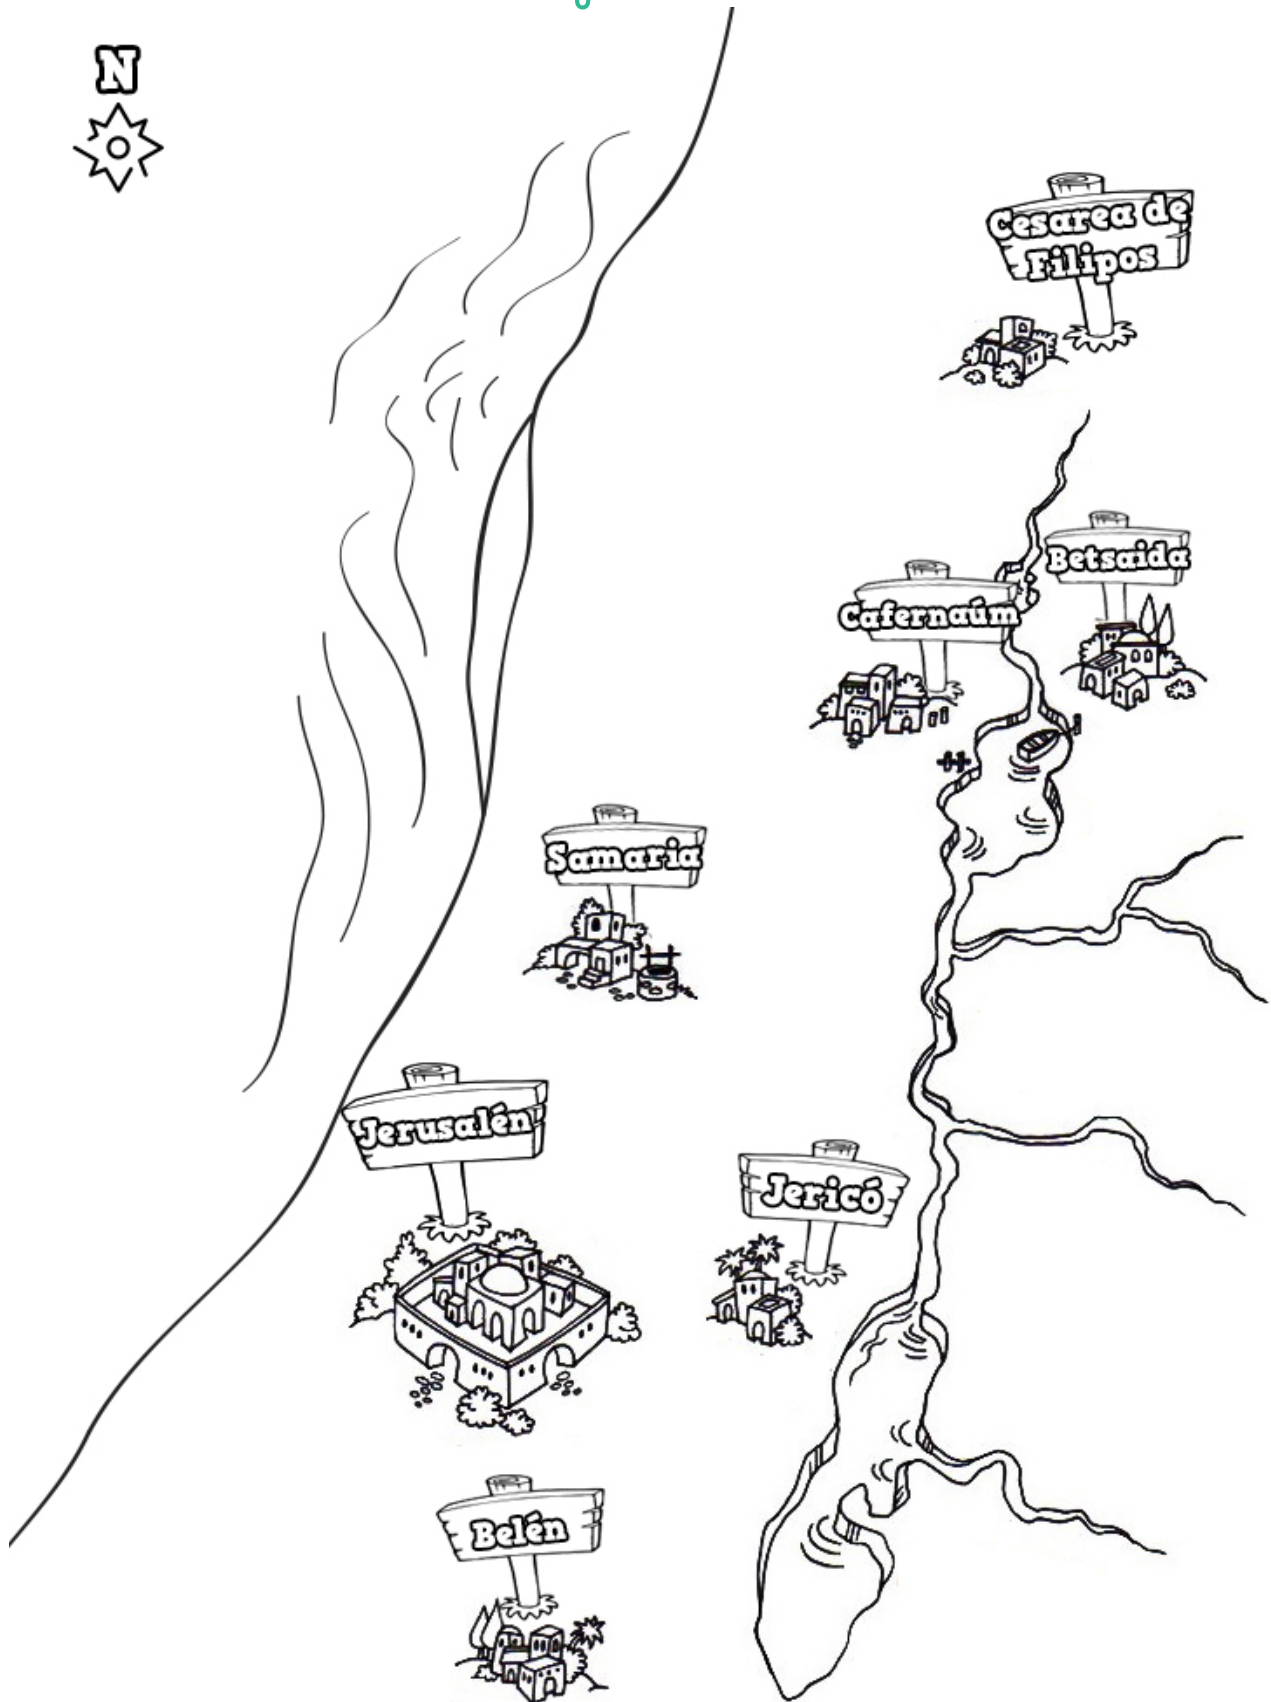 N
Cesarea de
Filipos
Betsaida
Cafernaúm
Samaria
Jerusalén
Jericó
Belén